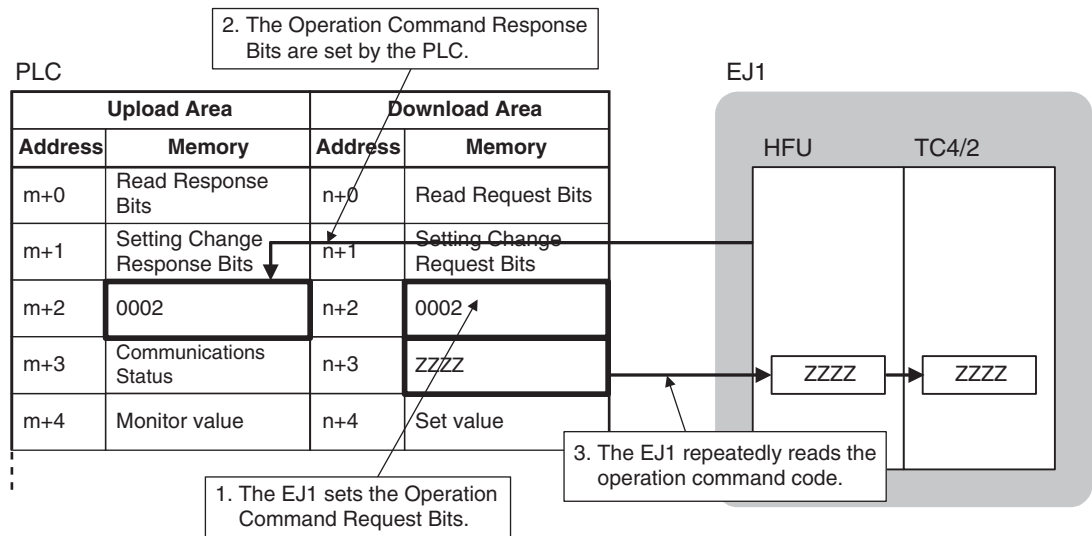 2. The Operation Command Response
Bits are set by the PLC.
PLC
EJ1
Upload Area Download Area
Address Memory Address Memory
HFU TC4/2
m+0 Read Response
Bits n+0 Read Request Bits
m+1 Setting Change
Response Bits n+1 Setting Change
Request Bits
m+2 0002 n+2 0002
m+3 Communications
Status n+3 ZZZZ
ZZZZ ZZZZ
m+4 Monitor value n+4 Set value
3. The EJ1 repeatedly reads the
operation command code.
1. The EJ1 sets the Operation
Command Request Bits.